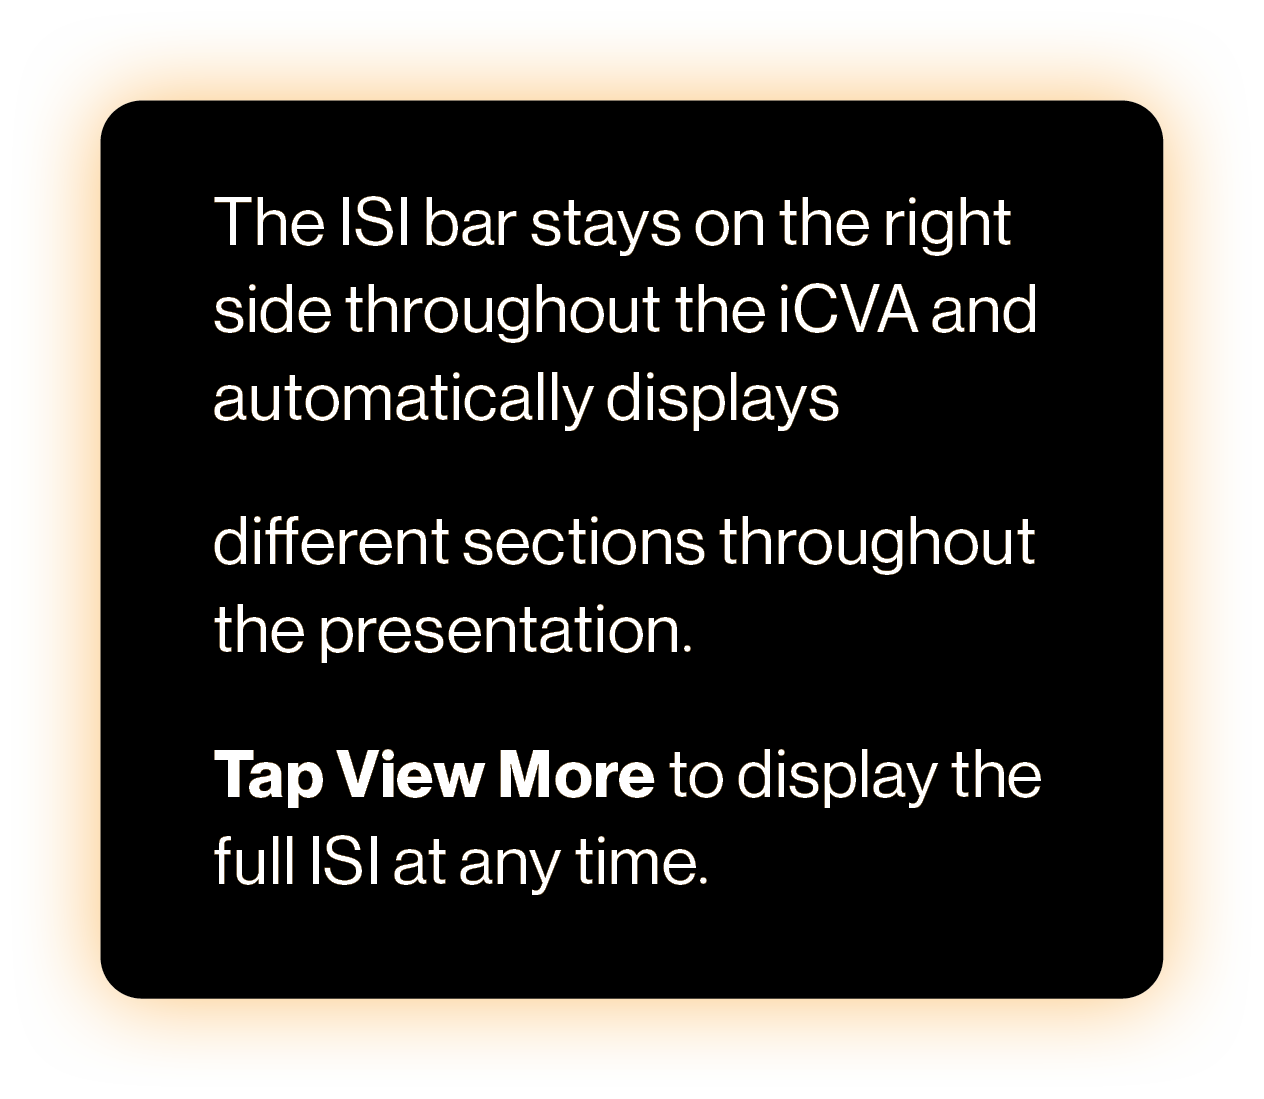 The ISI bar stays on the right
side throughout the iCVA and
automatically displays
different sections throughout
the presentation.
Tap View More to display the
full ISI at any time.